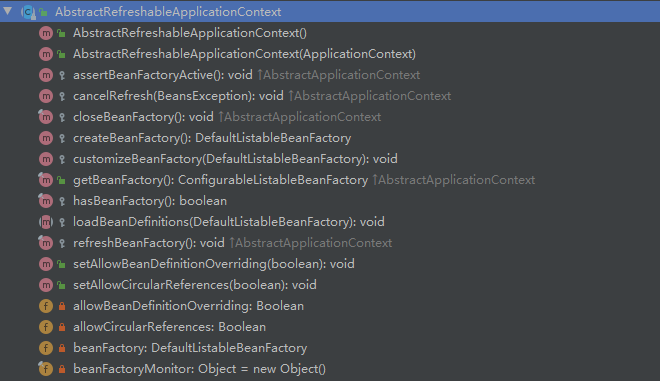 AbstractRefreshableApplicationContext
AbstractRefreshableApplicationContext()
AbstractRefreshableApplicationContext(ApplicationContext)
assertBeanFactoryActive(): void ↑AbstractApplicationContext
cancelRefresh(BeansException): void ↑AbstractApplicationContext
closeBeanFactory(): void ↑AbstractApplicationContext
createBeanFactory(): DefaultListableBeanFactory
customizeBeanFactory(DefaultListableBeanFactory): void
getBeanFactory(): ConfigurableListableBeanFactory ↑AbstractApplicationContext
hasBeanFactory(): boolean
loadBeanDefinitions(DefaultListableBeanFactory): void
refreshBeanFactory(): void ↑AbstractApplicationContext
setAllowBeanDefinitionOverriding(boolean): void
setAllowCircularReferences(boolean): void
allowBeanDefinitionOverriding: Boolean
allowCircularReferences: Boolean
beanFactory: DefaultListableBeanFactory
beanFactoryMonitor: Object = new Object()